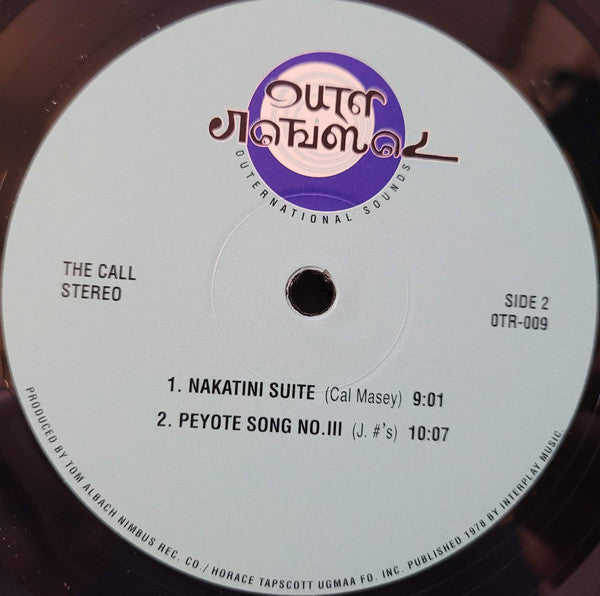 OUTERNATIONAL SOUNDS
THE CALL
STEREO
SIDE 2
OTR-009
1. NAKATINI SUITE (Cal Masey) 9:01
2. PEYOTE SONG NO.III (J. #'s) 10:07
PRODUCED BY TOM ALBACH NIMBUS REC. CO./ HORACE TAPSCOTT UGMAA FO. INC. PUBLISHED 1978 BY INTERPLAY MUSIC.